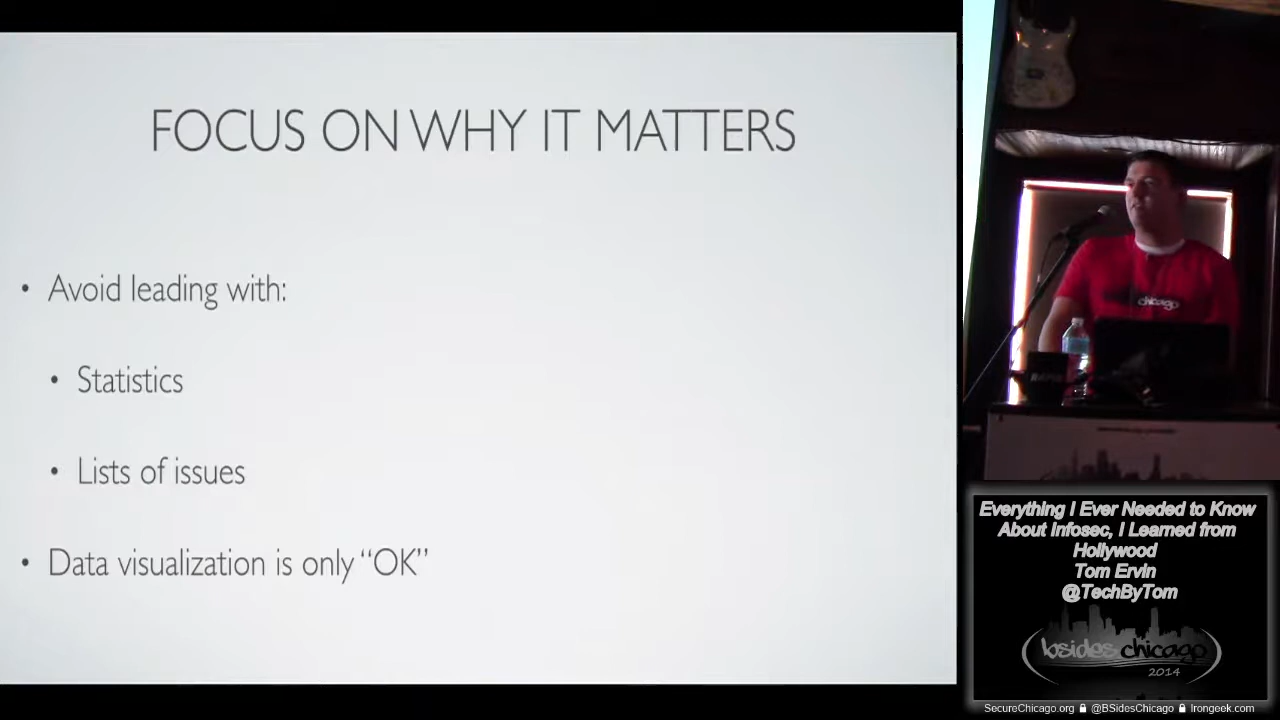 FOCUS ON WHY IT MATTERS
• Avoid leading with:
• Statistics
• Lists of issues
• Data visualization is only “OK”
chicago
Everything I Ever Needed to Know
About Infosec, I Learned from
Hollywood
Tom Ervin
@TechByTom
bsides chicago
2014
SecureChicago.org @BSidesChicago Irongeek.com